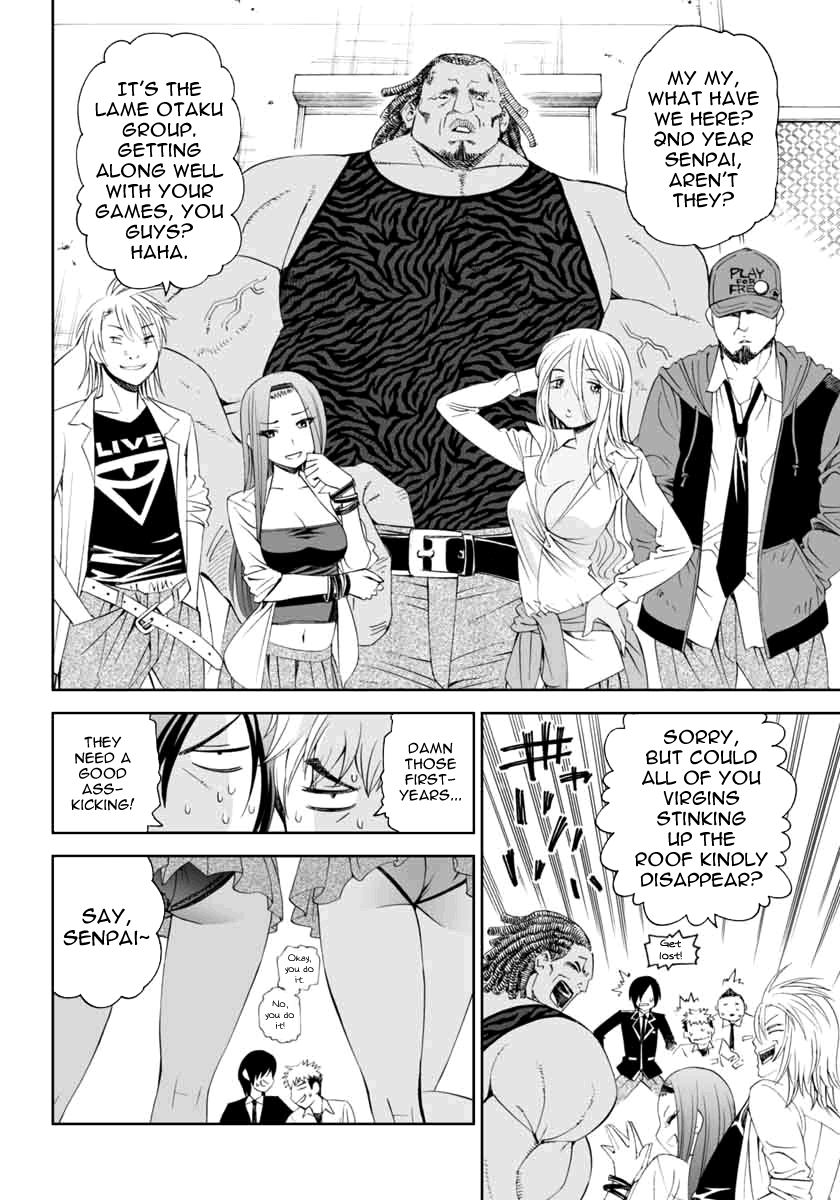 MY MY,
WHAT HAVE
WE HERE?
2ND YEAR
SENPAI,
AREN'T
THEY?
IT'S THE
LAME OTAKU
GROUP.
GETTING
ALONG WELL
WITH YOUR
GAMES, YOU
GUYS?
HAHA.
PLAY
FOR
FREE
LIVE
SORRY,
BUT COULD
ALL OF YOU
VIRGINS
STINKING
UP THE
ROOF KINDLY
DISAPPEAR?
Get
lost!
DAMN
THOSE
FIRST-
YEARS...
THEY
NEED A
GOOD
ASS-
KICKING!
SAY,
SENPAI~
Okay,
you do
it.
No,
you do
it!